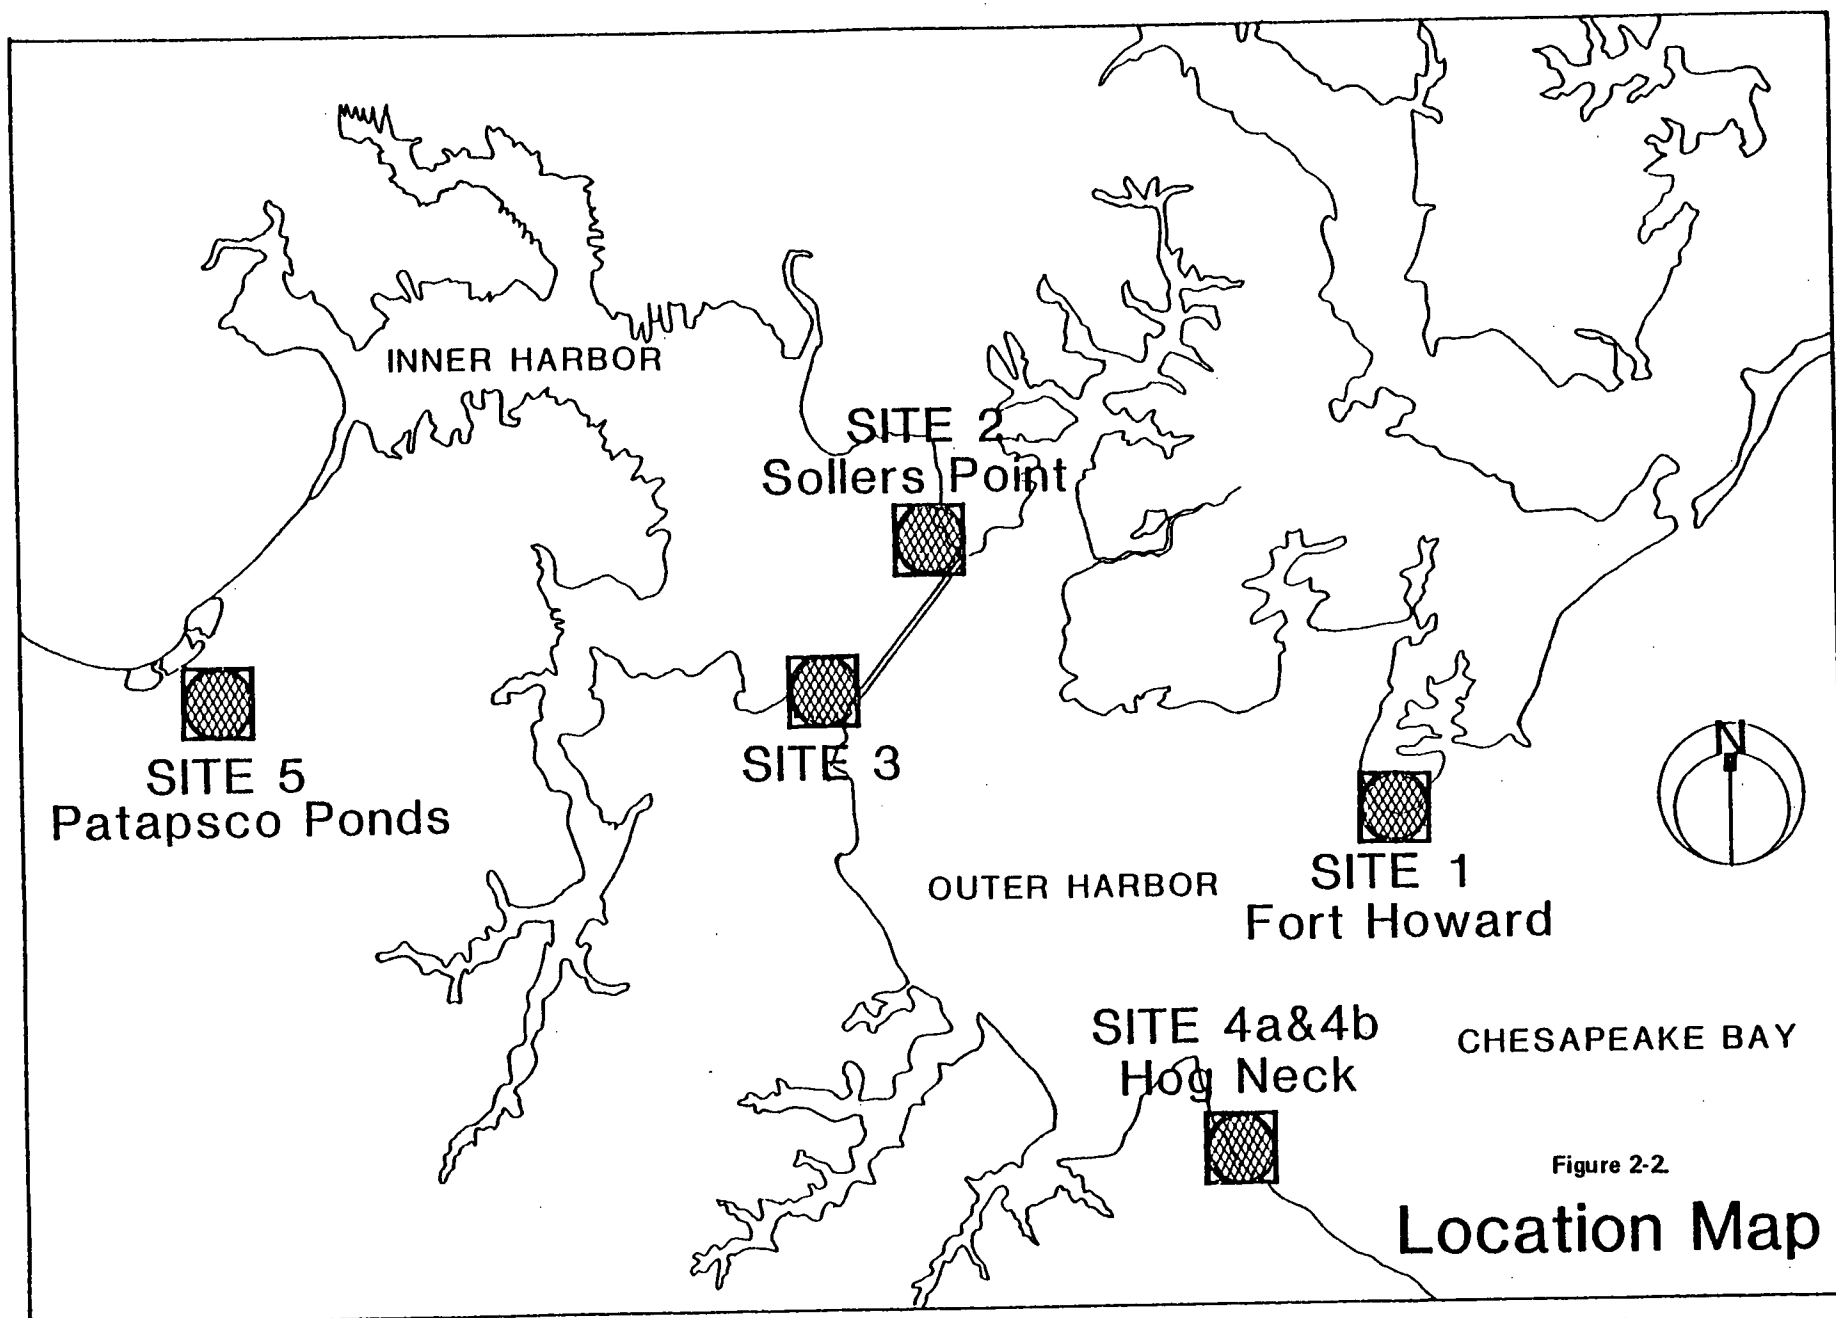 INNER HARBOR
SITE 2
Sollers Point
SITE 5
Patapsco Ponds
SITE 3
N
OUTER HARBOR
SITE 1
Fort Howard
SITE 4a&4b
Hog Neck
CHESAPEAKE BAY
Figure 2-2.
Location Map